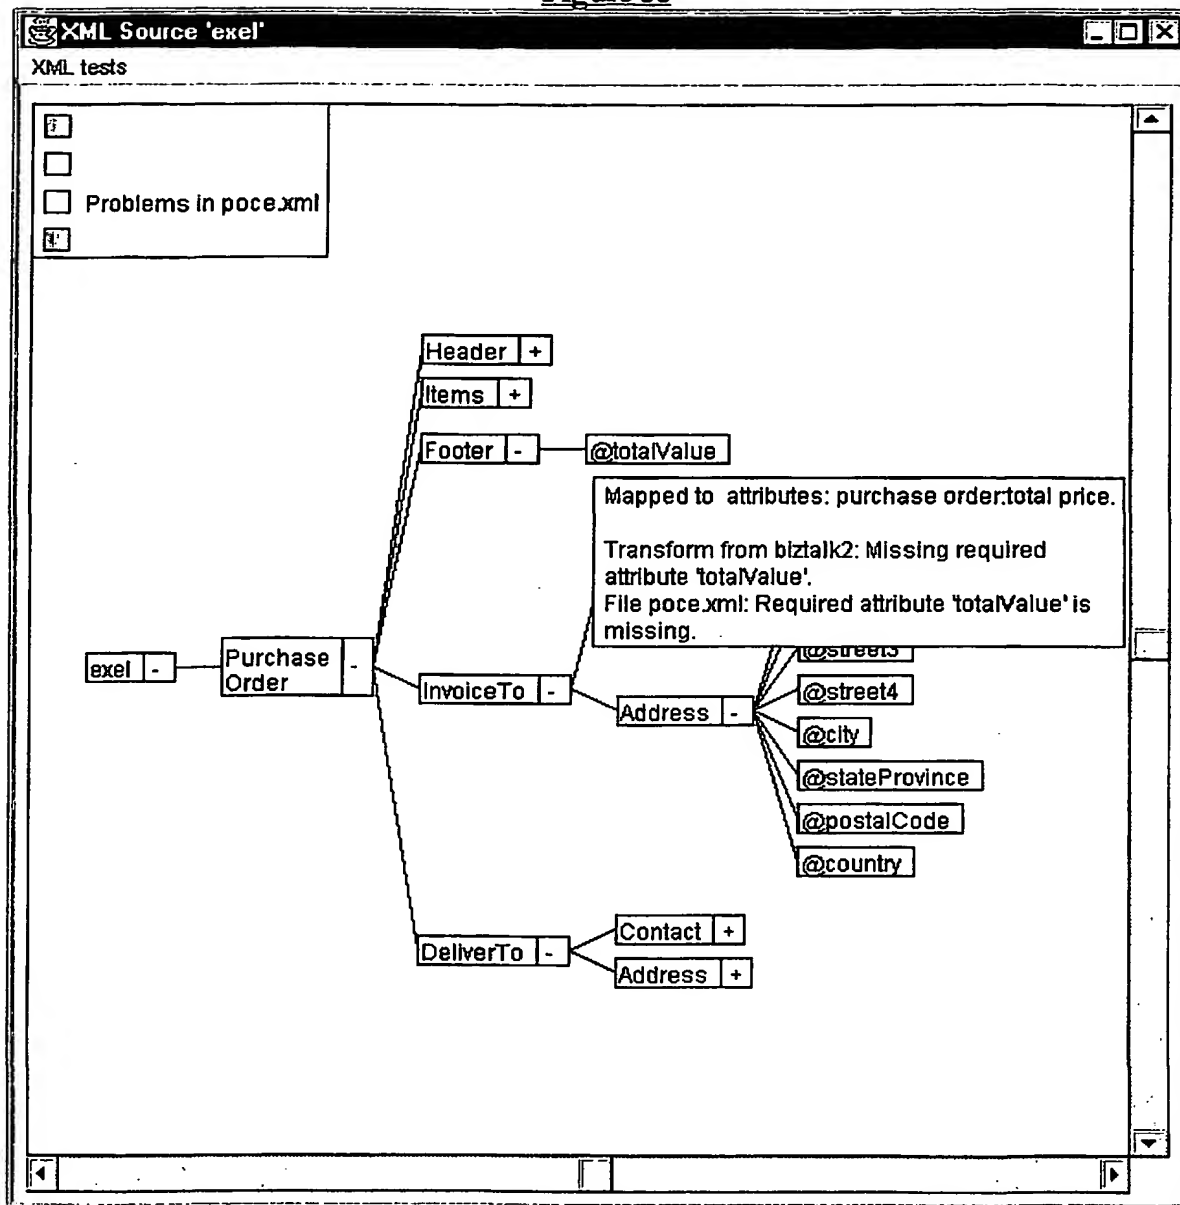 XML Source 'exel'
XML tests
Problems in poce.xml
Header +
Items +
Footer -
@totalValue
Mapped to attributes: purchase order:total price.
Transform from biztalk2: Missing required
attribute 'totalValue'.
File poce.xml: Required attribute 'totalValue' is
missing.
exel -
Purchase
Order -
InvoiceTo -
Address -
@street3
@street4
@city
@stateProvince
@postalCode
@country
DeliverTo -
Contact +
Address +